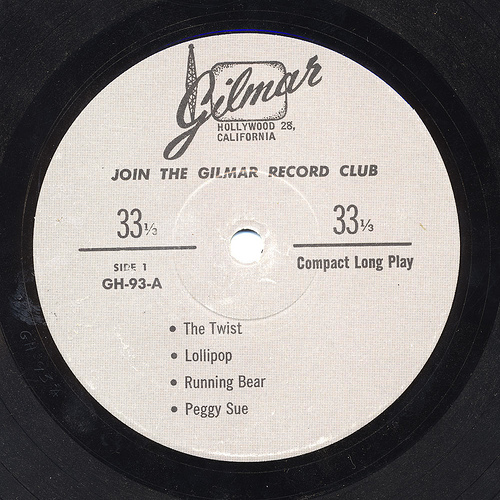 Gilmar
HOLLYWOOD 28,
CALIFORNIA
JOIN THE GILMAR RECORD CLUB
33⅓ 33⅓
SIDE 1
GH-93-A
Compact Long Play
• The Twist
• Lollipop
• Running Bear
• Peggy Sue